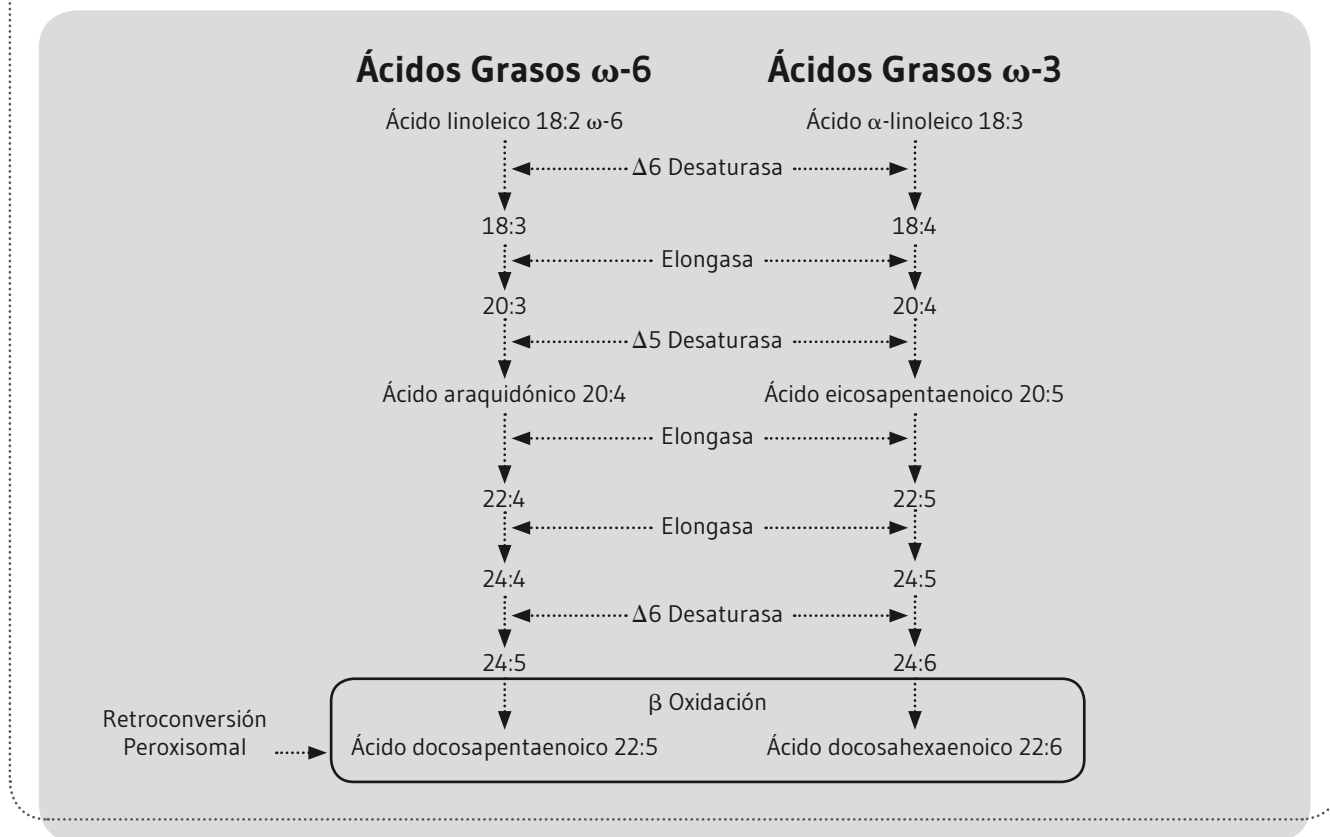 Ácidos Grasos ω-6 Ácidos Grasos ω-3
Ácido linoleico 18:2 ω-6 Ácido α-linoleico 18:3
Δ6 Desaturasa
18:3 18:4
Elongasa
20:3 20:4
Δ5 Desaturasa
Ácido araquidónico 20:4 Ácido eicosapentaenoico 20:5
Elongasa
22:4 22:5
Elongasa
24:4 24:5
Δ6 Desaturasa
24:5 24:6
β Oxidación
Retroconversión
Peroxisomal
Ácido docosapentaenoico 22:5 Ácido docosahexaenoico 22:6